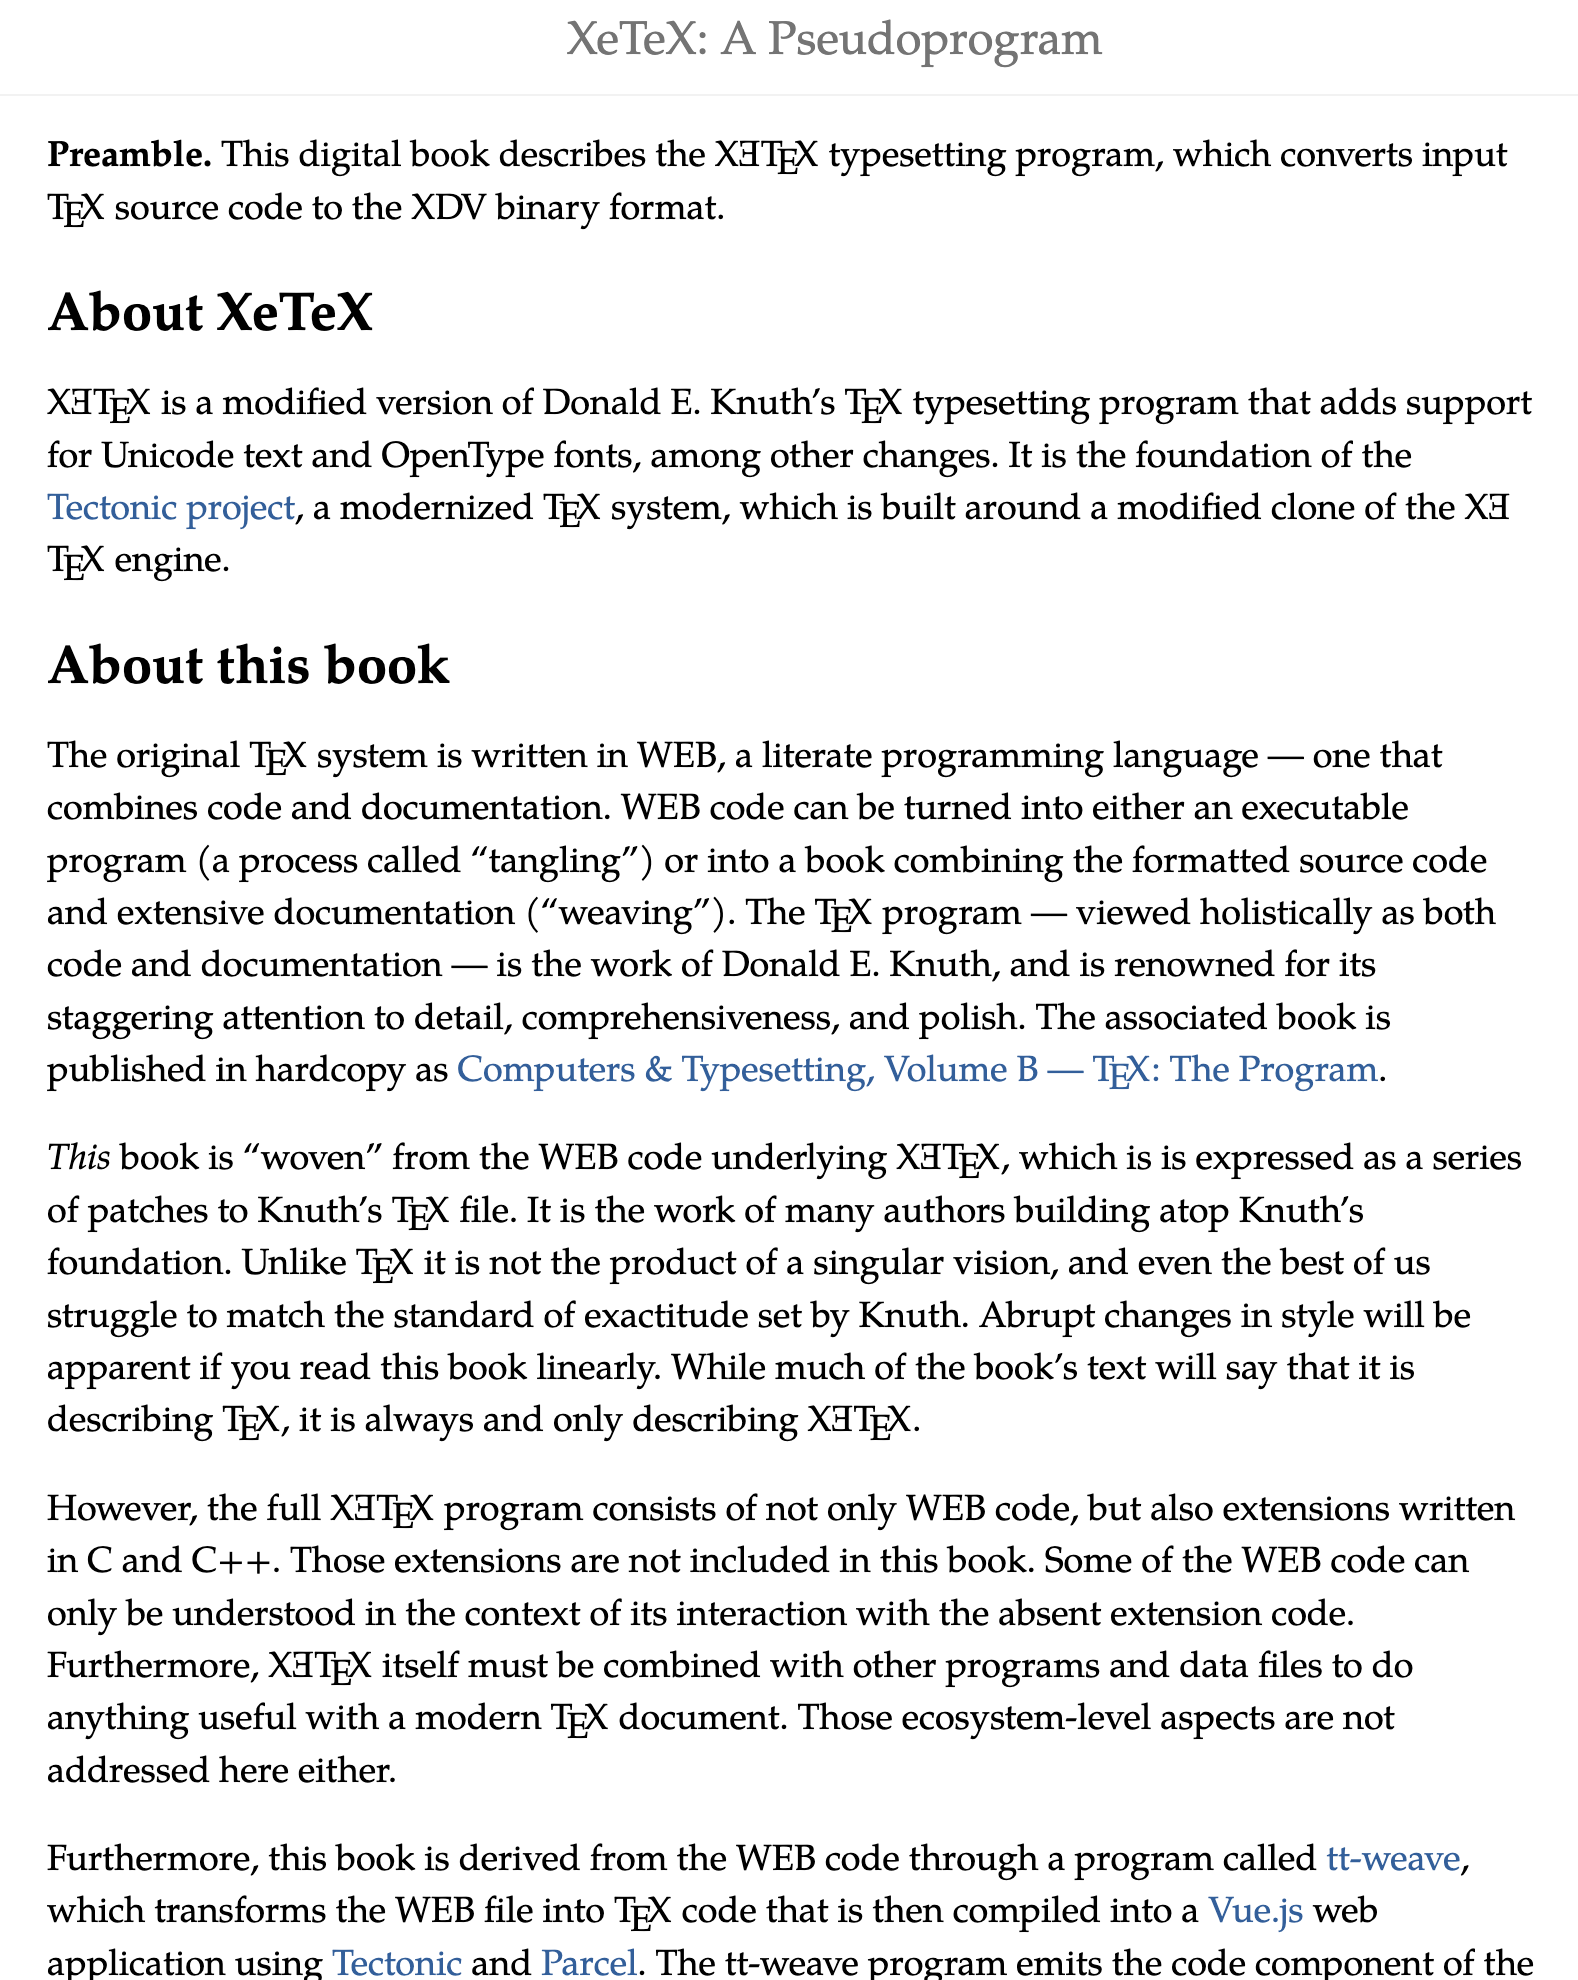 XeTeX: A Pseudoprogram
Preamble. This digital book describes the XƎTEX typesetting program, which converts input
TEX source code to the XDV binary format.
About XeTeX
XƎTEX is a modified version of Donald E. Knuth’s TEX typesetting program that adds support
for Unicode text and OpenType fonts, among other changes. It is the foundation of the
Tectonic project, a modernized TEX system, which is built around a modified clone of the XƎ
TEX engine.
About this book
The original TEX system is written in WEB, a literate programming language — one that
combines code and documentation. WEB code can be turned into either an executable
program (a process called “tangling”) or into a book combining the formatted source code
and extensive documentation (“weaving”). The TEX program — viewed holistically as both
code and documentation — is the work of Donald E. Knuth, and is renowned for its
staggering attention to detail, comprehensiveness, and polish. The associated book is
published in hardcopy as Computers & Typesetting, Volume B — TEX: The Program.
This book is “woven” from the WEB code underlying XƎTEX, which is is expressed as a series
of patches to Knuth’s TEX file. It is the work of many authors building atop Knuth’s
foundation. Unlike TEX it is not the product of a singular vision, and even the best of us
struggle to match the standard of exactitude set by Knuth. Abrupt changes in style will be
apparent if you read this book linearly. While much of the book’s text will say that it is
describing TEX, it is always and only describing XƎTEX.
However, the full XƎTEX program consists of not only WEB code, but also extensions written
in C and C++. Those extensions are not included in this book. Some of the WEB code can
only be understood in the context of its interaction with the absent extension code.
Furthermore, XƎTEX itself must be combined with other programs and data files to do
anything useful with a modern TEX document. Those ecosystem-level aspects are not
addressed here either.
Furthermore, this book is derived from the WEB code through a program called tt-weave,
which transforms the WEB file into TEX code that is then compiled into a Vue.js web
application using Tectonic and Parcel. The tt-weave program emits the code component of the